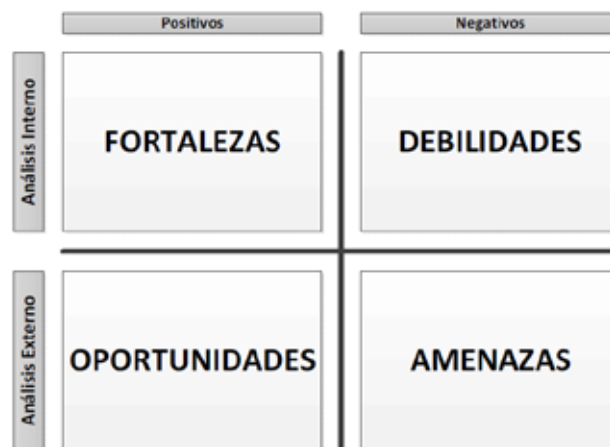 Positivos
Negativos
Análisis Interno
FORTALEZAS
DEBILIDADES
Análisis Externo
OPORTUNIDADES
AMENAZAS